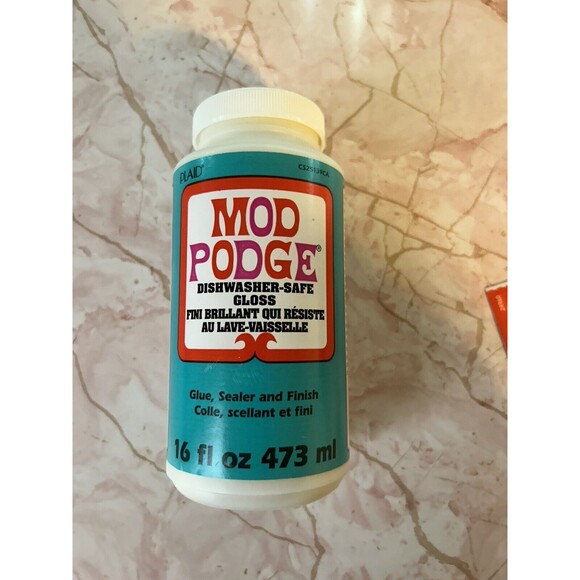 PLAID®
MOD
PODGE®
DISHWASHER-SAFE
GLOSS
FINI BRILLANT QUI RÉSISTE
AU LAVE-VAISSELLE
Glue, Sealer and Finish
Colle, scellant et fini
16 fl oz 473 ml